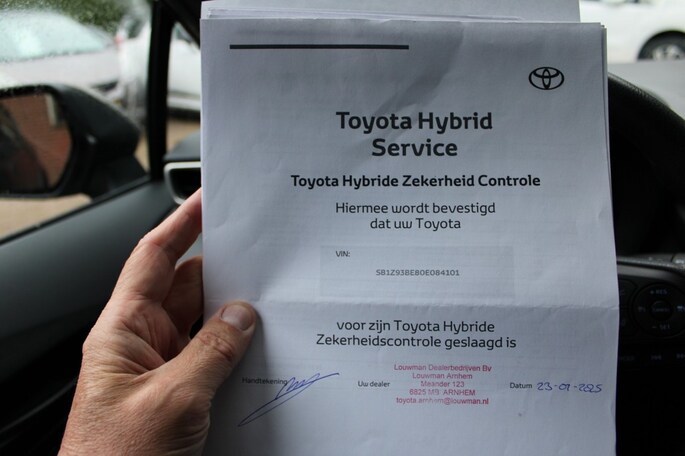 Toyota Hybrid
Service
Toyota Hybride Zekerheid Controle
Hiermee wordt bevestigd
dat uw Toyota
VIN:
SB1Z93BE80E084101
voor zijn Toyota Hybride
Zekerheidscontrole geslaagd is
Handtekening
Uw dealer
Louwman Dealerbedrijven BV
Louwman Arnhem
Meander 123
6825 MB ARNHEM
toyota.arnhem@louwman.nl
Datum 23-01-2025